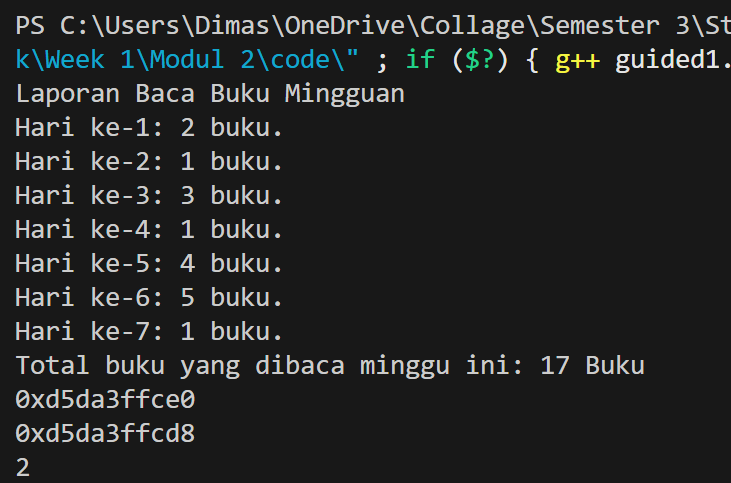 PS C:\Users\Dimas\OneDrive\Collage\Semester 3\St
k\Week 1\Modul 2\code\" ; if ($?) { g++ guided1.
Laporan Baca Buku Mingguan
Hari ke-1: 2 buku.
Hari ke-2: 1 buku.
Hari ke-3: 3 buku.
Hari ke-4: 1 buku.
Hari ke-5: 4 buku.
Hari ke-6: 5 buku.
Hari ke-7: 1 buku.
Total buku yang dibaca minggu ini: 17 Buku
0xd5da3ffce0
0xd5da3ffcd8
2